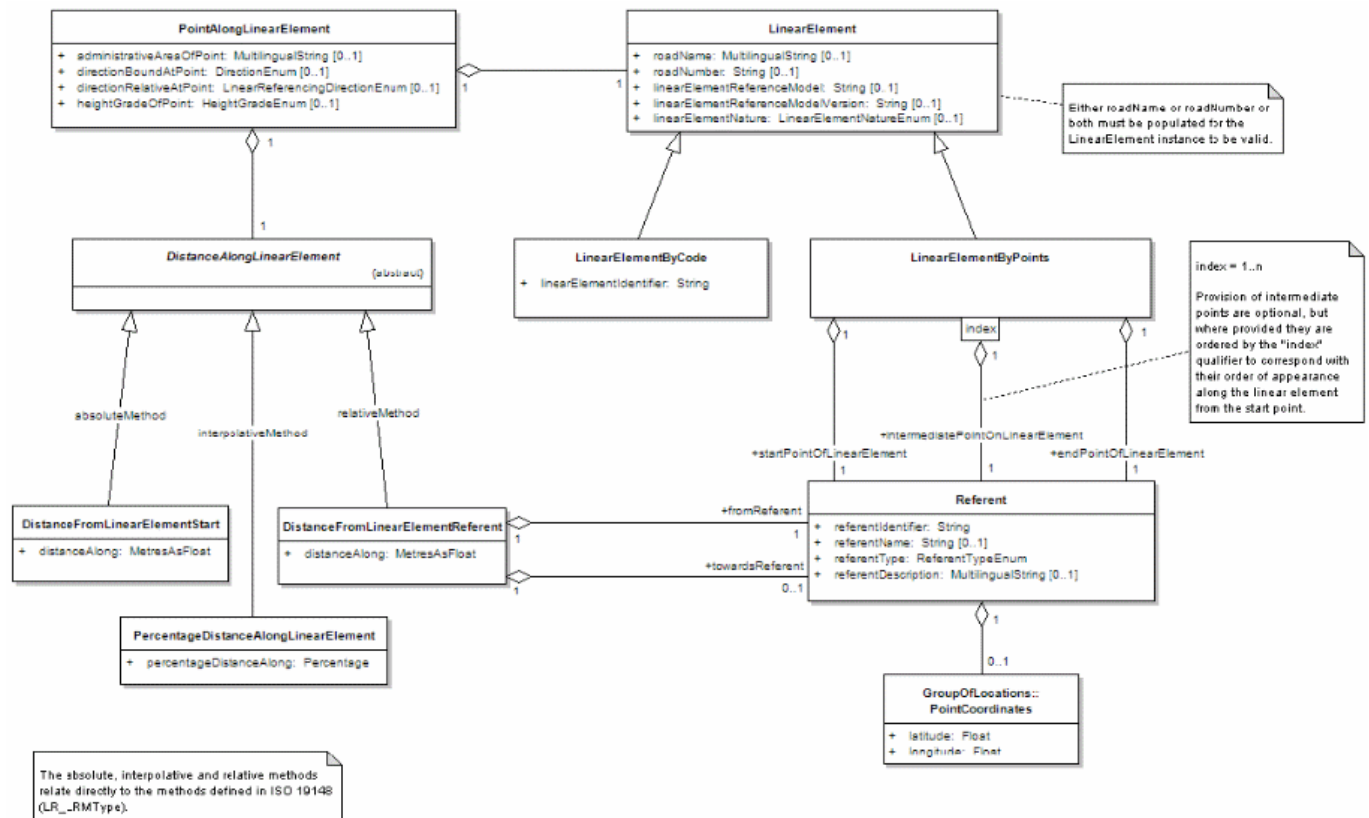 PointAlongLinearElement
+ administrativeAreaOfPoint: MultilingualString [0..1]
+ directionBoundAtPoint: DirectionEnum [0..1]
+ directionRelativeAtPoint: LinearReferencingDirectionEnum [0..1]
+ heightGradeOfPoint: HeightGradeEnum [0..1]
1
1
LinearElement
+ roadName: MultilingualString [0..1]
+ roadNumber: String [0..1]
+ linearElementReferenceModel: String [0..1]
+ linearElementReferenceModelVersion: String [0..1]
+ linearElementNature: LinearElementNatureEnum [0..1]
Either roadName or roadNumber or
both must be populated for the
LinearElement instance to be valid.
1
1
DistanceAlongLinearElement
{abstract}
LinearElementByCode
+ linearElementIdentifier: String
LinearElementByPoints
index
1
1
1
index = 1..n
Provision of intermediate
points are optional, but
where provided they are
ordered by the "index"
qualifier to correspond with
their order of appearance
along the linear element
from the start point.
absoluteMethod
interpolativeMethod
relativeMethod
+intermediatePointOnLinearElement
+startPointOfLinearElement
+endPointOfLinearElement
1
1
1
DistanceFromLinearElementStart
+ distanceAlong: MetresAsFloat
DistanceFromLinearElementReferent
+ distanceAlong: MetresAsFloat
+fromReferent
1
1
+towardsReferent
1
0..1
Referent
+ referentIdentifier: String
+ referentName: String [0..1]
+ referentType: ReferentTypeEnum
+ referentDescription: MultilingualString [0..1]
PercentageDistanceAlongLinearElement
+ percentageDistanceAlong: Percentage
1
0..1
GroupOfLocations::
PointCoordinates
+ latitude: Float
+ longitude: Float
The absolute, interpolative and relative methods
relate directly to the methods defined in ISO 19148
(LR_LRMType).